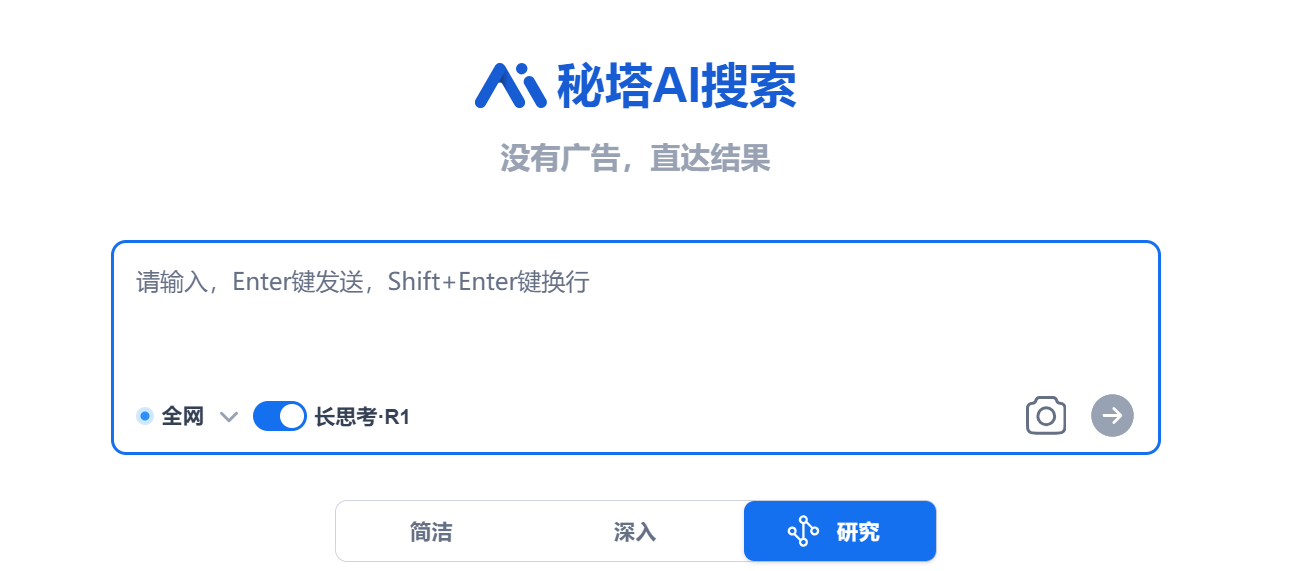 秘塔AI搜索
没有广告，直达结果
请输入，Enter键发送，Shift+Enter键换行
全网 长思考·R1
简洁 深入 研究